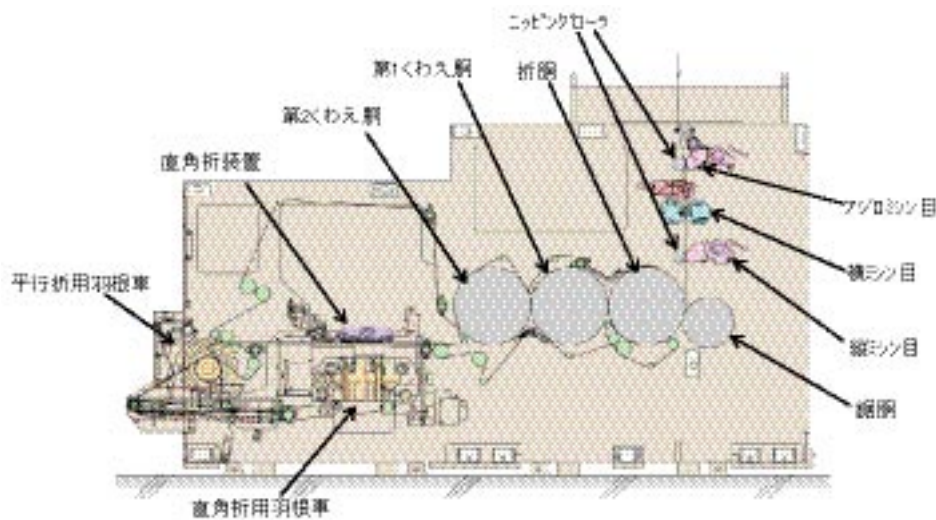 ニッピングローラ
第1くわえ胴
折胴
第2くわえ胴
直角折装置
アジロミシン目
平行折用羽根車
横ミシン目
縦ミシン目
鋸胴
直角折用羽根車